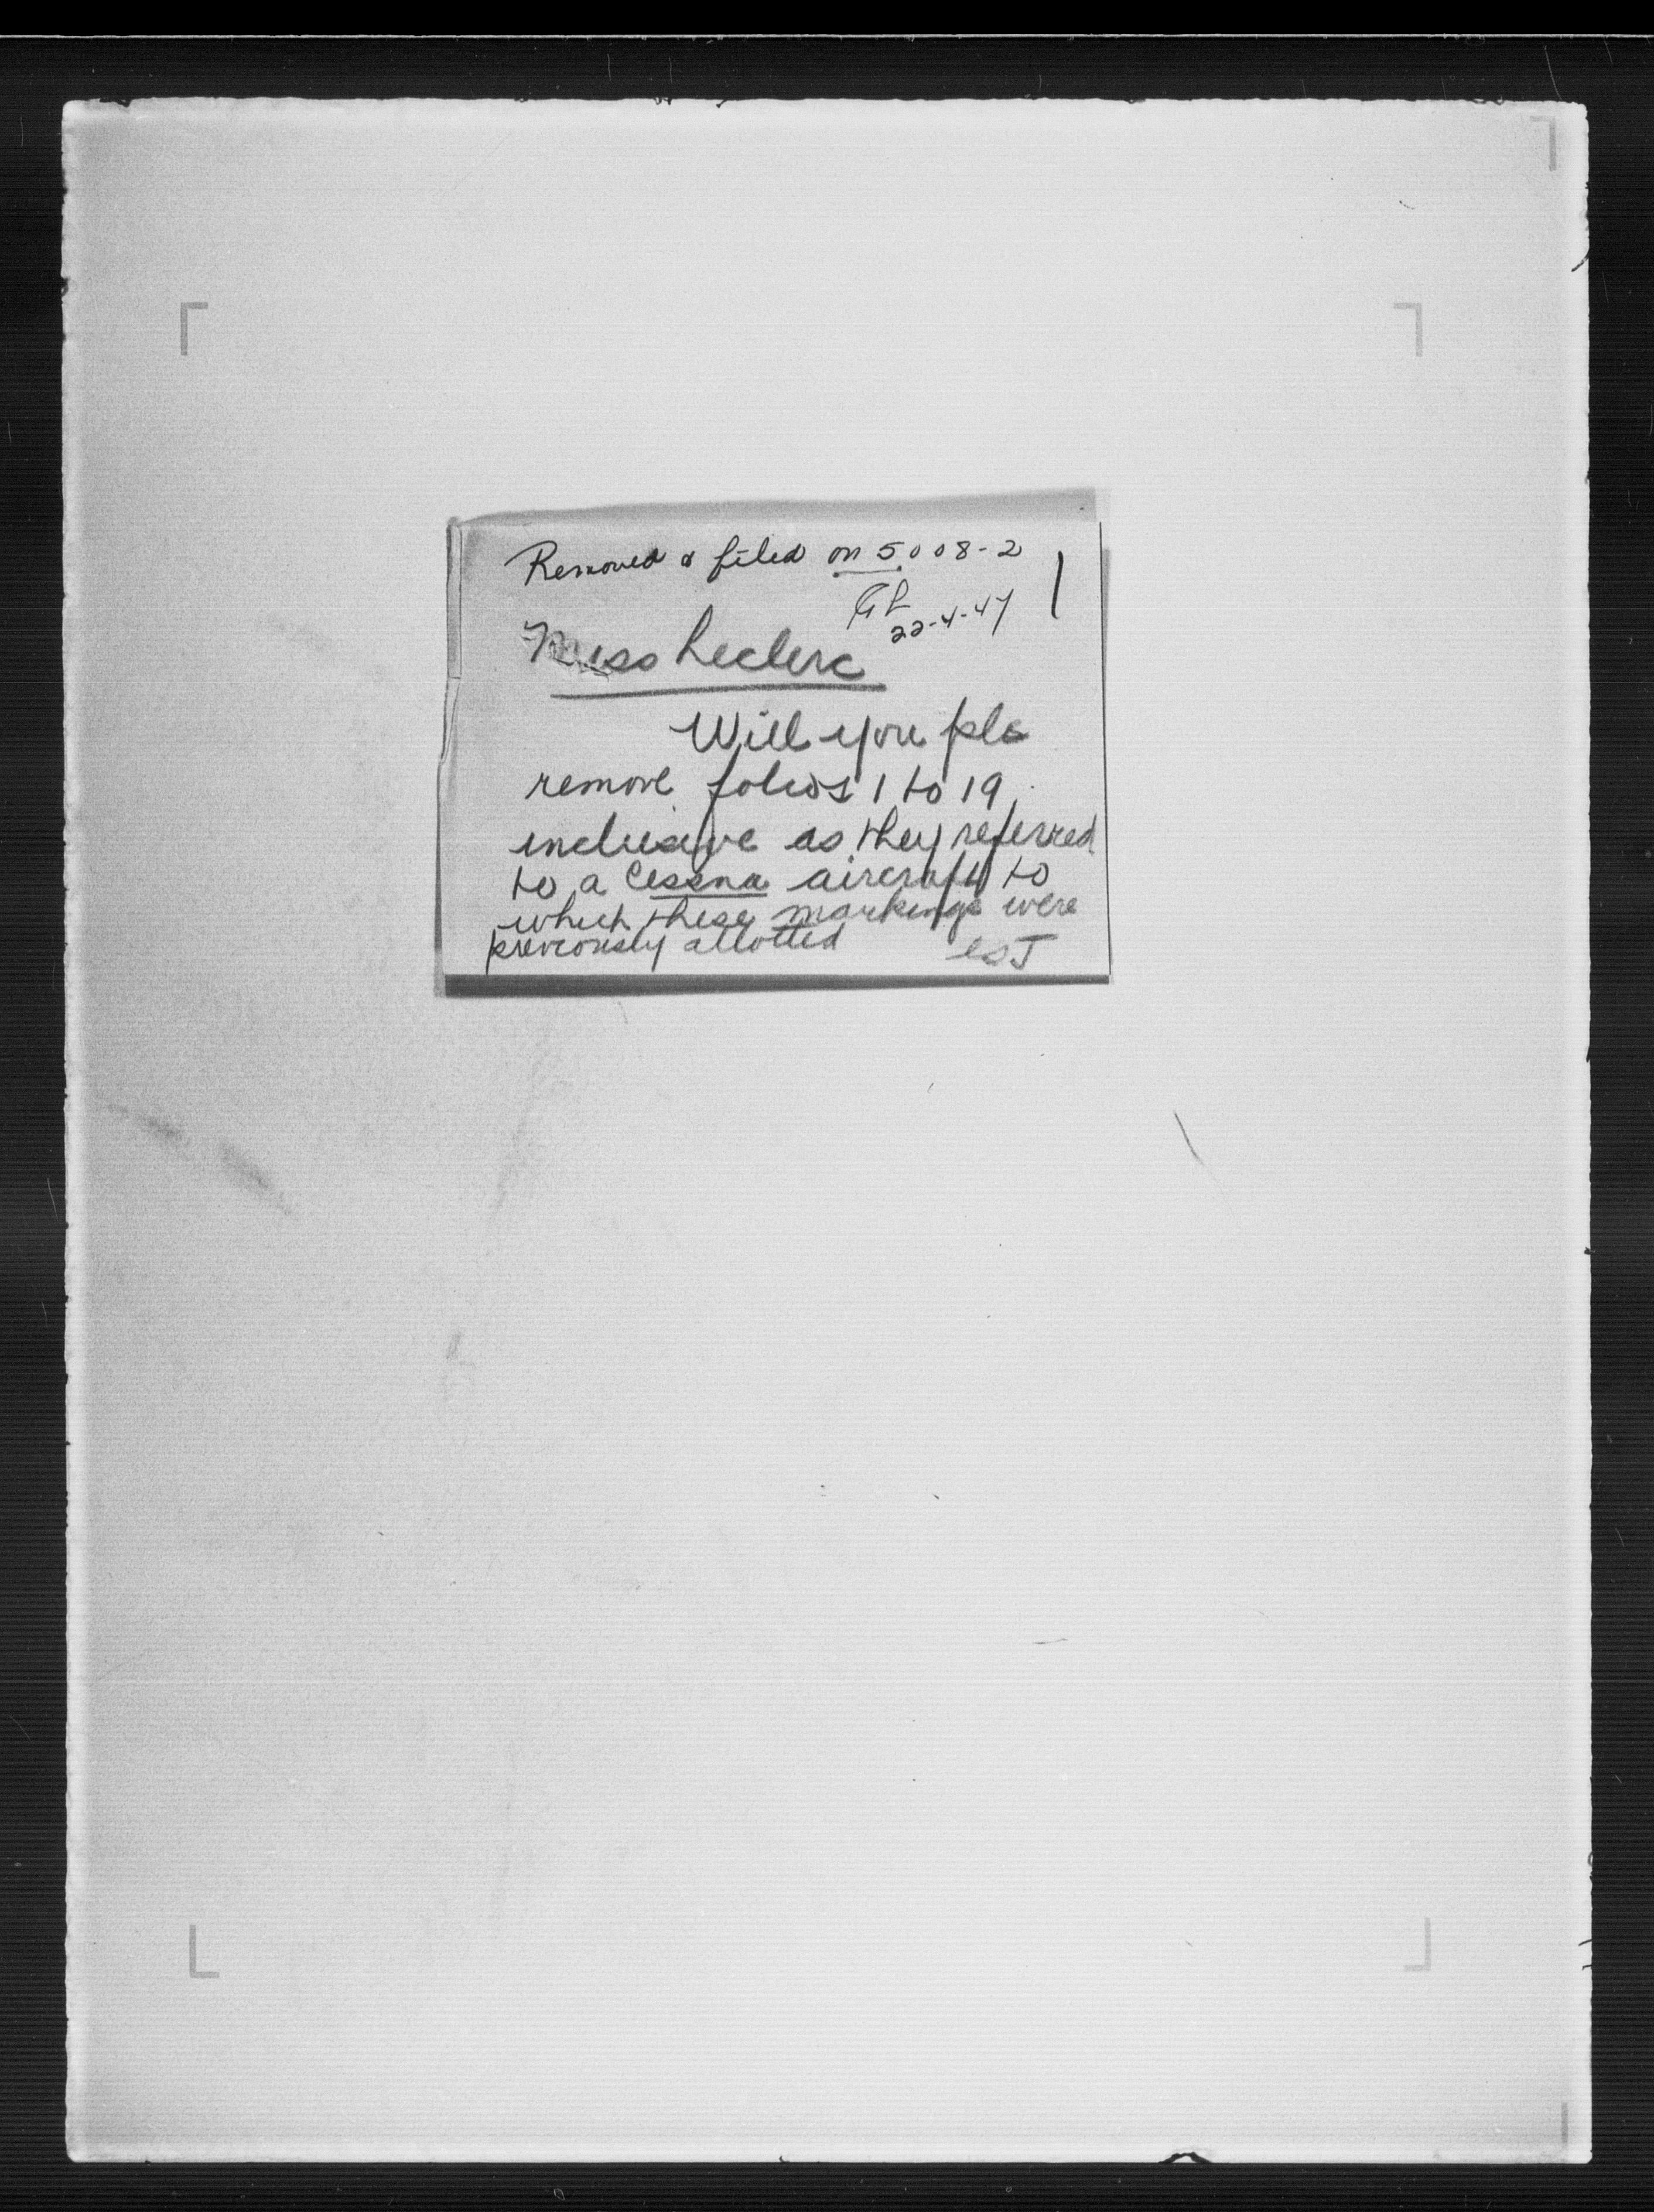 Removed & filed on 5008-2
GL
22-4-47
Miss Leclerc
Will you pls
remove folios 1 to 19
inclusive as they referred
to a Cessna aircraft to
which these markings were
previously allotted